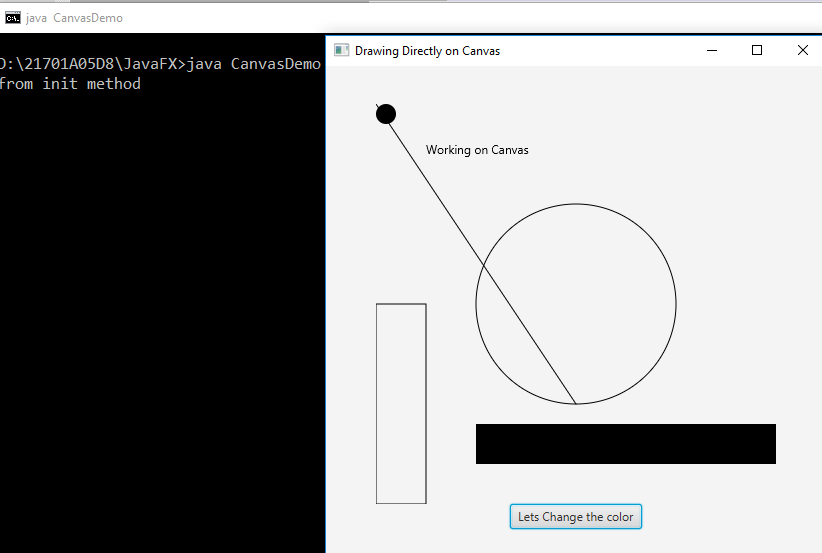 java CanvasDemo
D:\21701A05D8\JavaFX>java CanvasDemo
from init method
Drawing Directly on Canvas
Working on Canvas
Lets Change the color